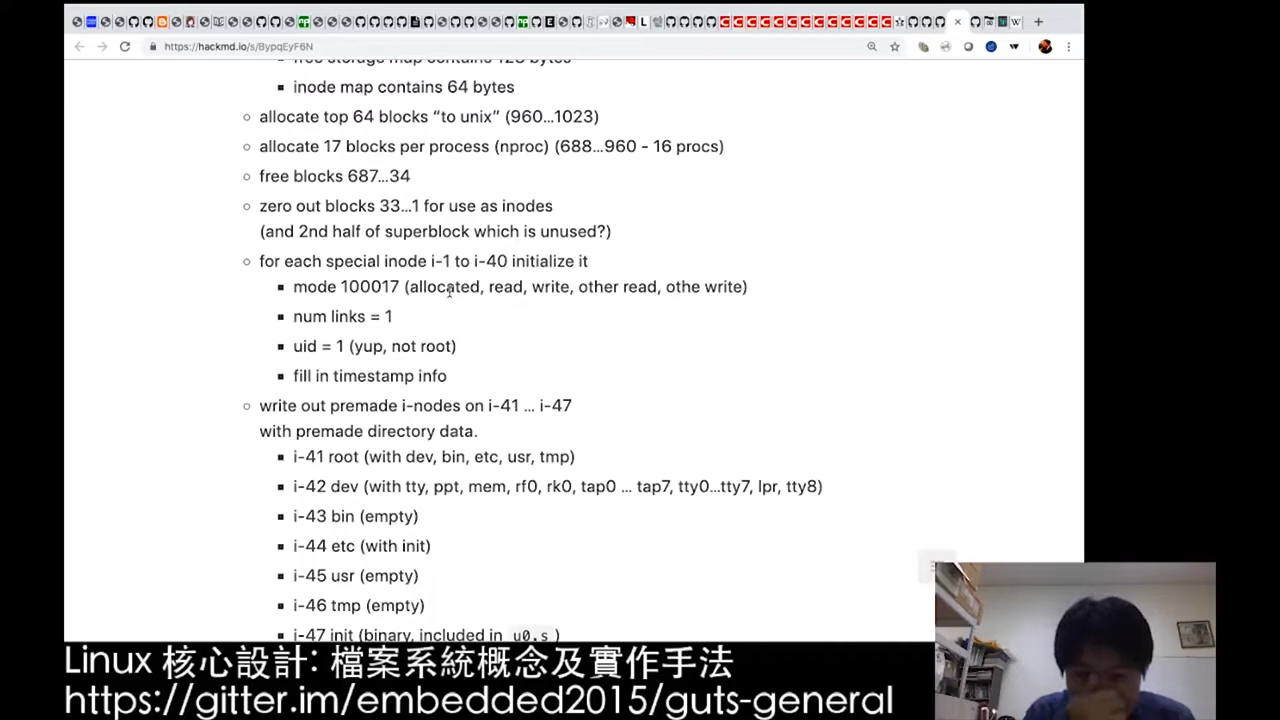 https://hackmd.io/s/BypqEyF6N
free storage map contains 128 bytes
inode map contains 64 bytes
allocate top 64 blocks “to unix” (960…1023)
allocate 17 blocks per process (nproc) (688…960 - 16 procs)
free blocks 687…34
zero out blocks 33…1 for use as inodes
(and 2nd half of superblock which is unused?)
for each special inode i-1 to i-40 initialize it
mode 100017 (allocated, read, write, other read, othe write)
num links = 1
uid = 1 (yup, not root)
fill in timestamp info
write out premade i-nodes on i-41 … i-47
with premade directory data.
i-41 root (with dev, bin, etc, usr, tmp)
i-42 dev (with tty, ppt, mem, rf0, rk0, tap0 … tap7, tty0…tty7, lpr, tty8)
i-43 bin (empty)
i-44 etc (with init)
i-45 usr (empty)
i-46 tmp (empty)
i-47 init (binary, included in u0.s )
Linux 核心設計: 檔案系統概念及實作手法
https://gitter.im/embedded2015/guts-general